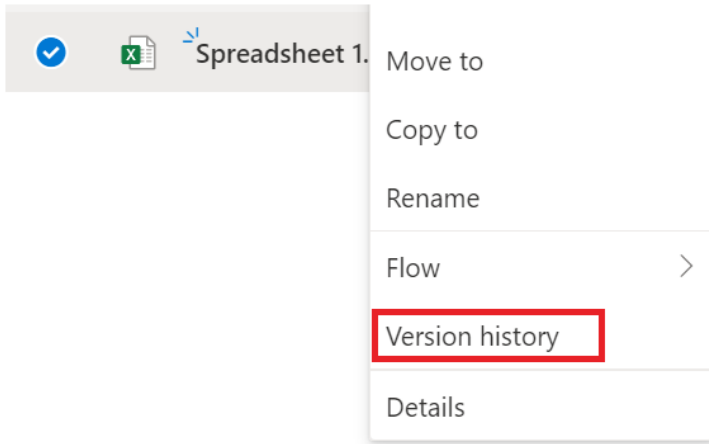 Spreadsheet 1.
Move to
Copy to
Rename
Flow
Version history
Details